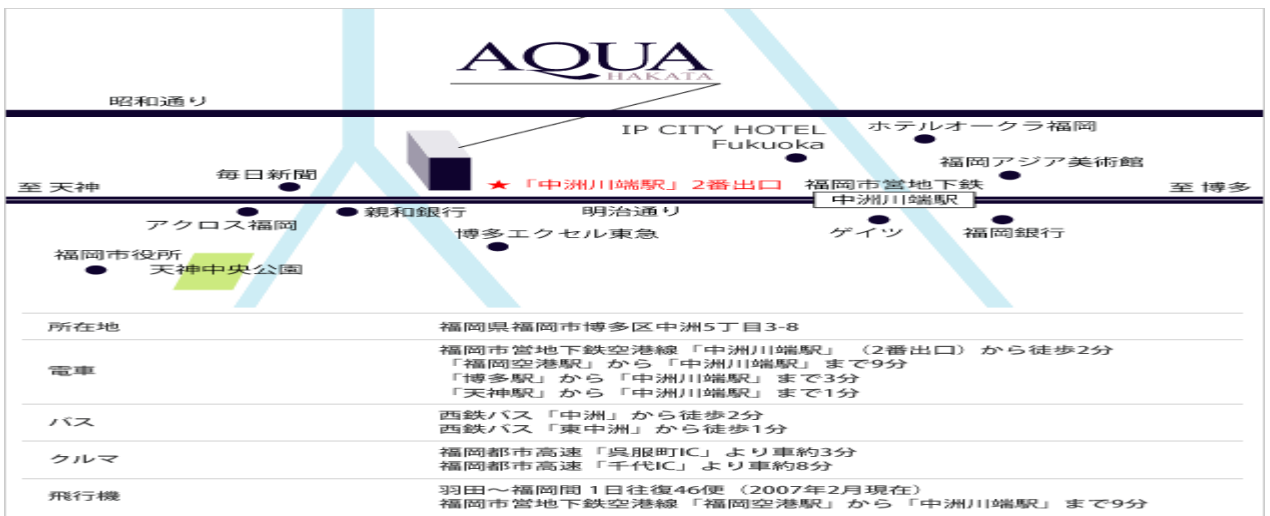 AQUA
HAKATA
昭和通り
IP CITY HOTEL
Fukuoka
ホテルオークラ福岡
福岡アジア美術館
毎日新聞
至 天神
★「中洲川端駅」2番出口
福岡市営地下鉄
至 博多
中洲川端駅
アクロス福岡
親和銀行
明治通り
博多エクセル東急
ゲイツ
福岡銀行
福岡市役所
天神中央公園
所在地
福岡県福岡市博多区中洲5丁目3-8
電車
福岡市営地下鉄空港線「中洲川端駅」(2番出口)から徒歩2分
「福岡空港駅」から「中洲川端駅」まで9分
「博多駅」から「中洲川端駅」まで3分
「天神駅」から「中洲川端駅」まで1分
バス
西鉄バス「中洲」から徒歩2分
西鉄バス「東中洲」から徒歩1分
クルマ
福岡都市高速「呉服町IC」より車約3分
福岡都市高速「千代IC」より車約8分
飛行機
羽田～福岡間 1日往復46便(2007年2月現在)
福岡市営地下鉄空港線「福岡空港駅」から「中洲川端駅」まで9分